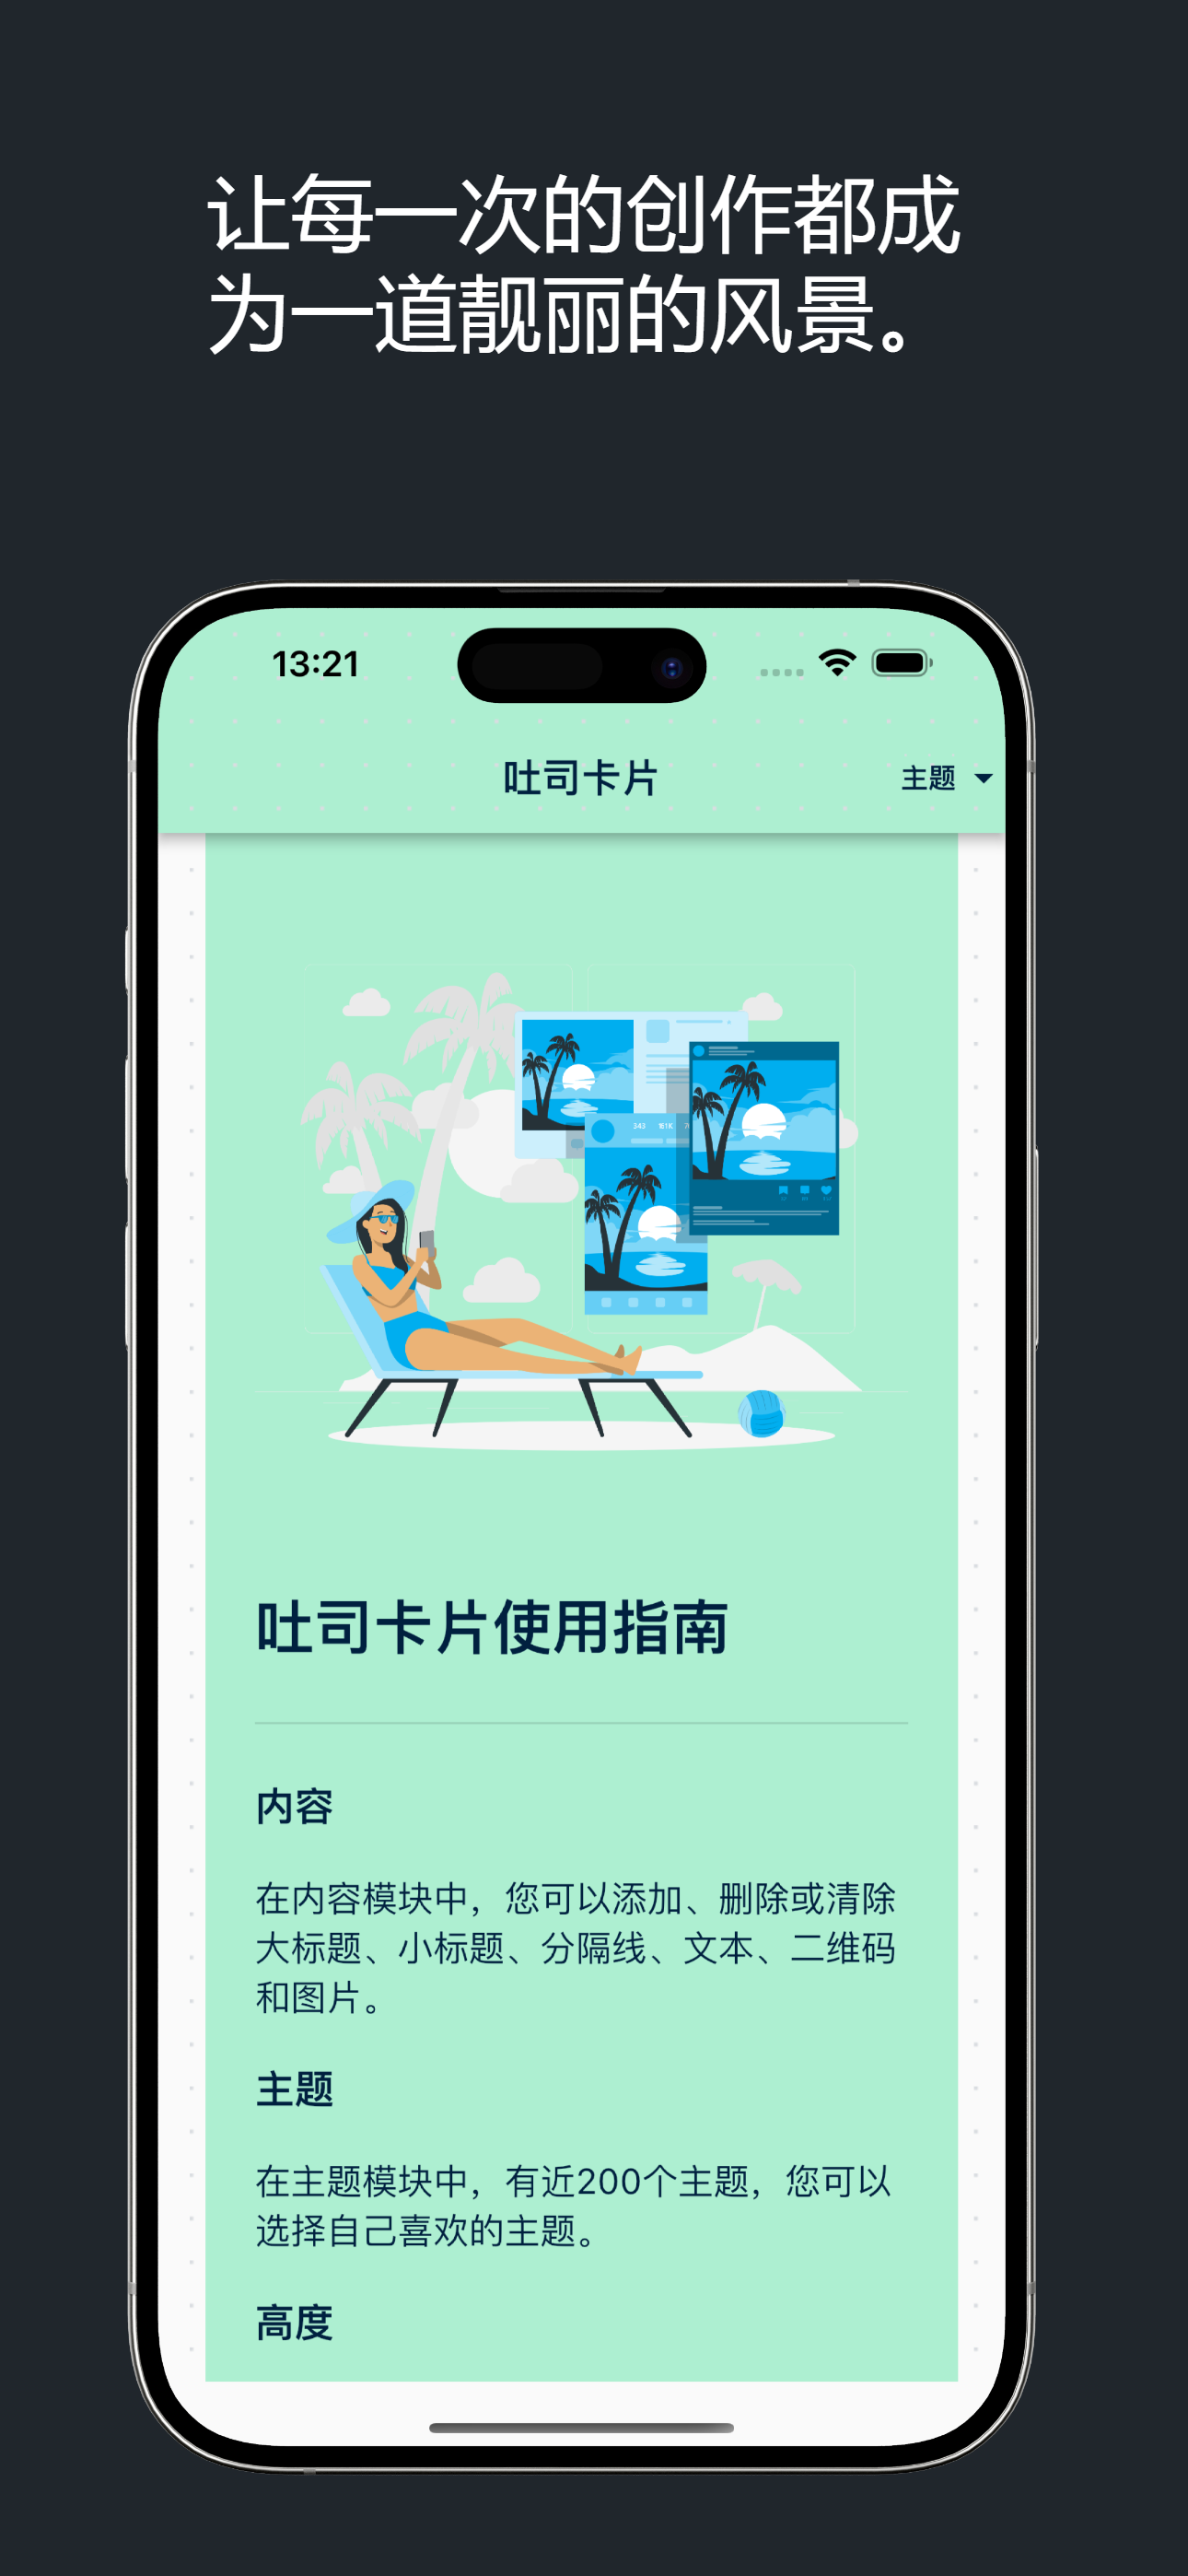 让每一次的创作都成
为一道靓丽的风景。
13:21
吐司卡片
主题
343 161K
吐司卡片使用指南
内容
在内容模块中，您可以添加、删除或清除
大标题、小标题、分隔线、文本、二维码
和图片。
主题
在主题模块中，有近200个主题，您可以
选择自己喜欢的主题。
高度